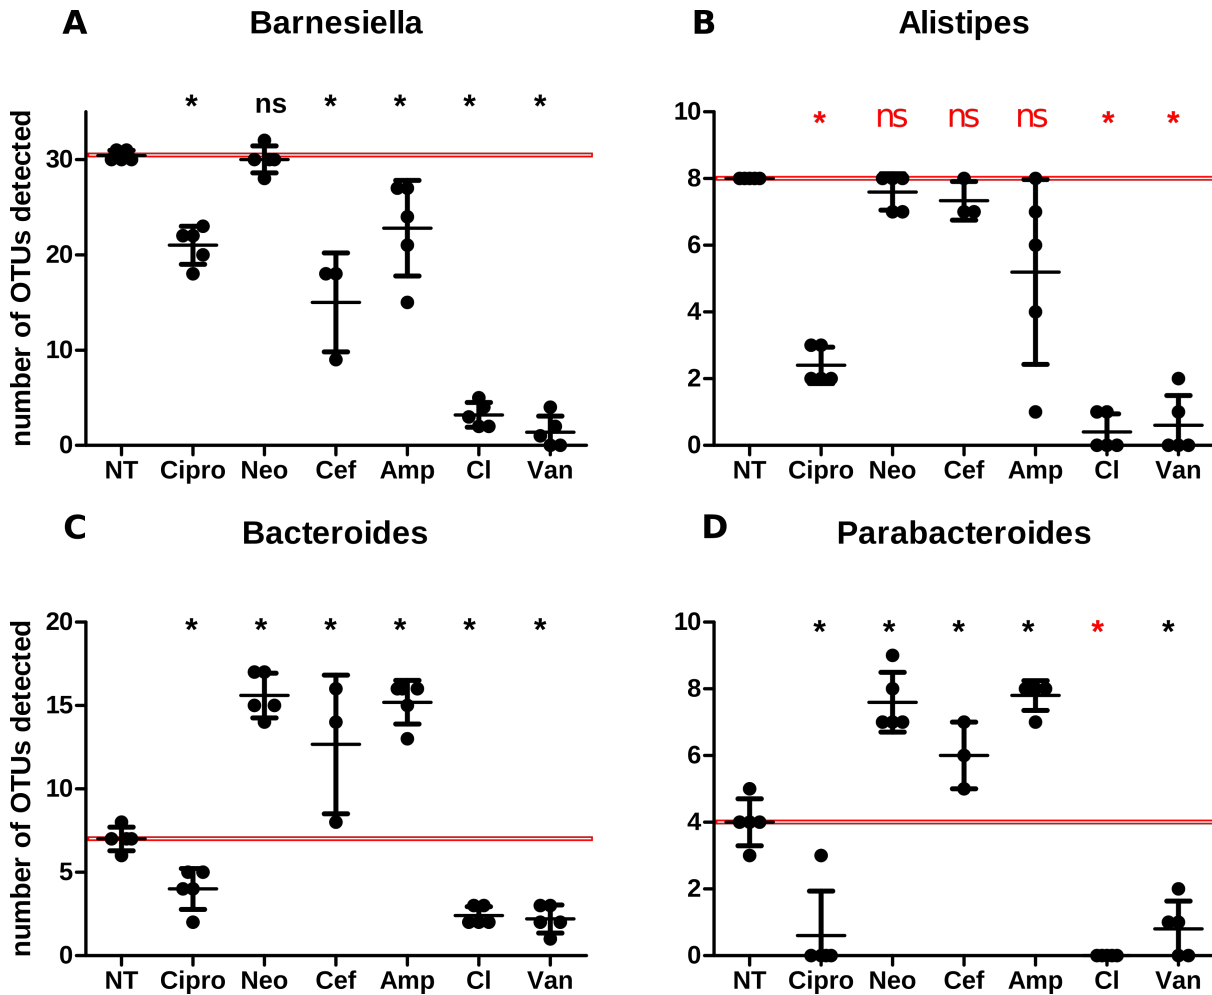 A Barnesiella
* ns * * * *
number of OTUs detected
30
20
10
0
NT Cipro Neo Cef Amp Cl Van
B Alistipes
* ns ns ns * *
10
8
6
4
2
0
NT Cipro Neo Cef Amp Cl Van
C Bacteroides
* * * * * *
number of OTUs detected
20
15
10
5
0
NT Cipro Neo Cef Amp Cl Van
D Parabacteroides
* * * * * *
10
8
6
4
2
0
NT Cipro Neo Cef Amp Cl Van